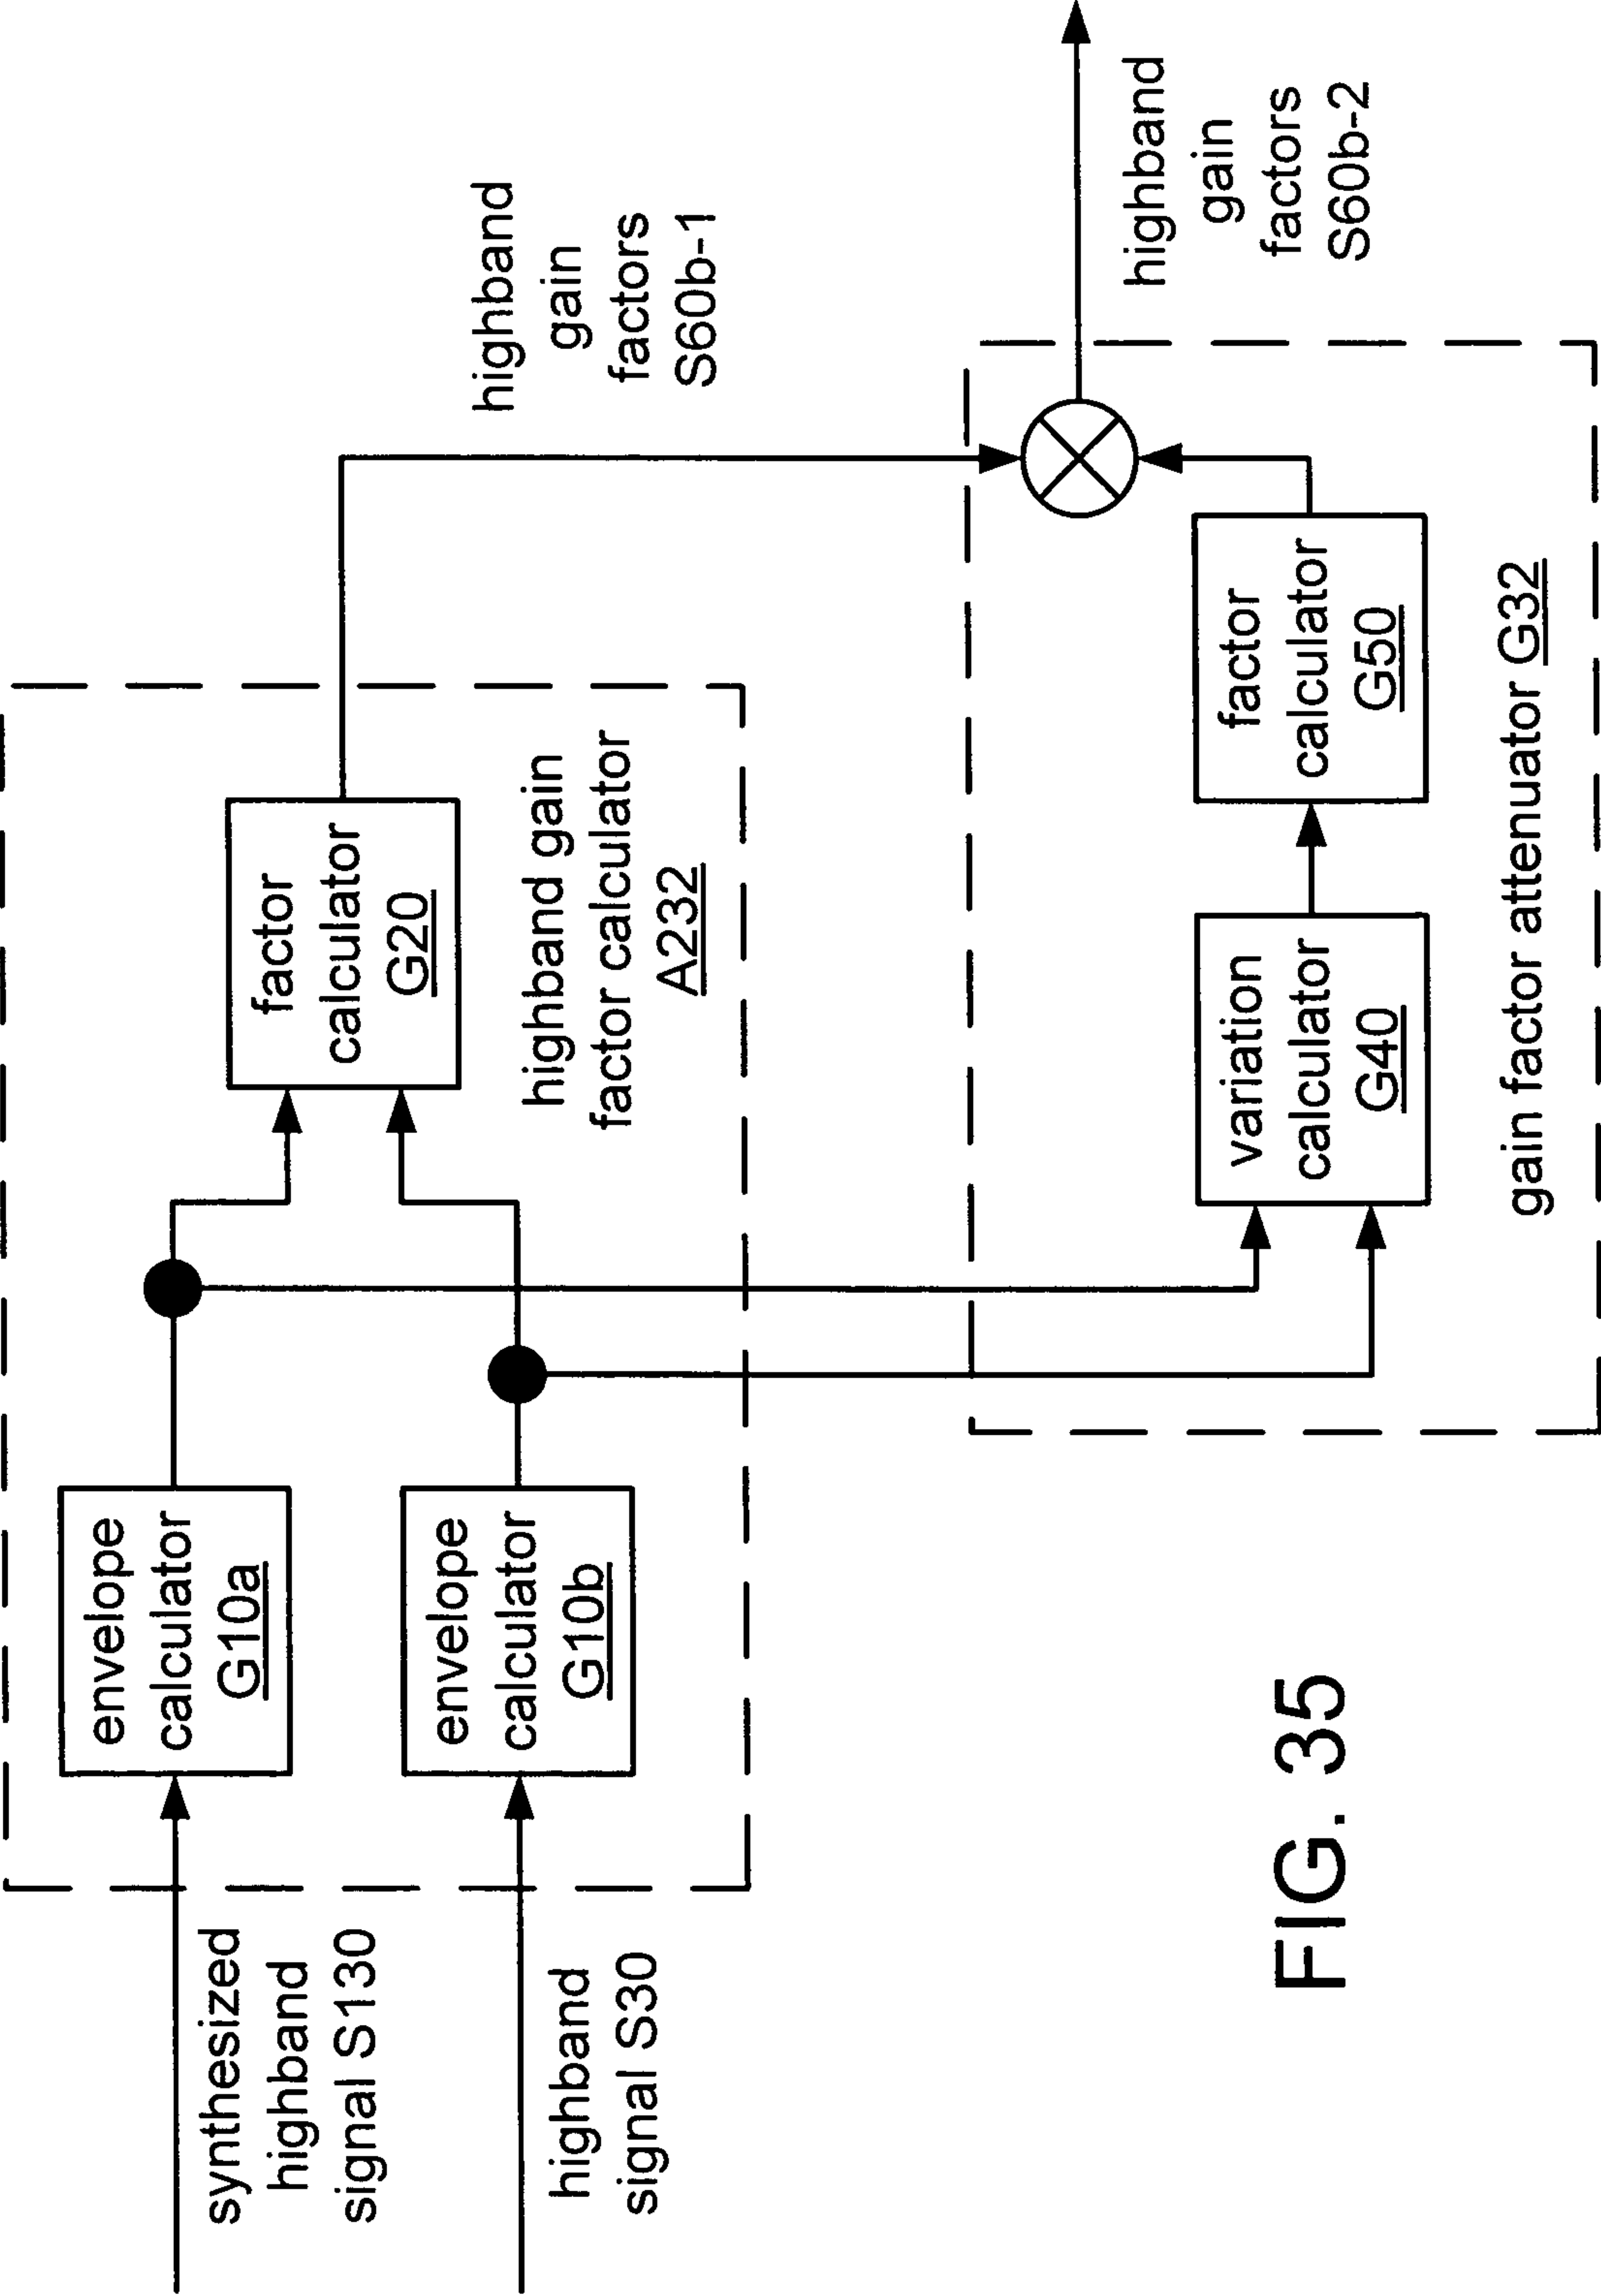 synthesized
highband
signal S130
highband
signal S30
envelope
calculator
G10a
envelope
calculator
G10b
factor
calculator
G20
highband gain
factor calculator
A232
highband
gain
factors
S60b-1
variation
calculator
G40
factor
calculator
G50
gain factor attenuator G32
highband
gain
factors
S60b-2
FIG. 35